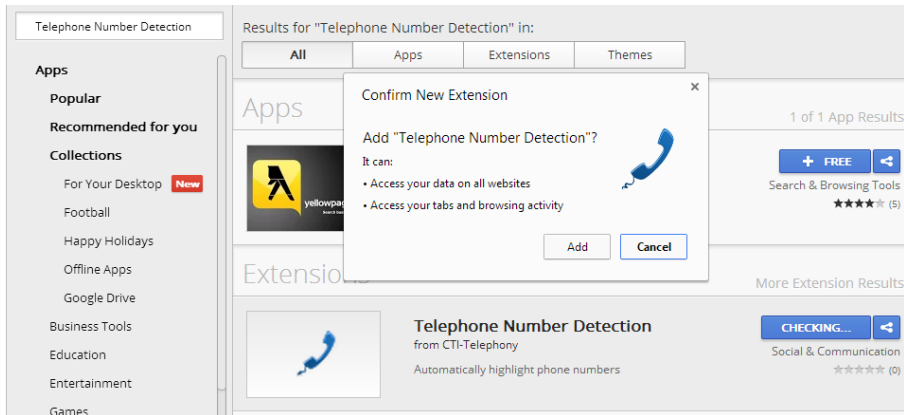 Telephone Number Detection
Apps
Popular
Recommended for you
Collections
For Your Desktop New
Football
Happy Holidays
Offline Apps
Google Drive
Business Tools
Education
Entertainment
Games
Results for "Telephone Number Detection" in:
All Apps Extensions Themes
Apps
1 of 1 App Results
yellowpag
+ FREE
Search & Browsing Tools
(5)
Confirm New Extension
Add "Telephone Number Detection"?
It can:
• Access your data on all websites
• Access your tabs and browsing activity
Add Cancel
Extensions
More Extension Results
Telephone Number Detection
from CTI-Telephony
Automatically highlight phone numbers
CHECKING...
Social & Communication
(0)